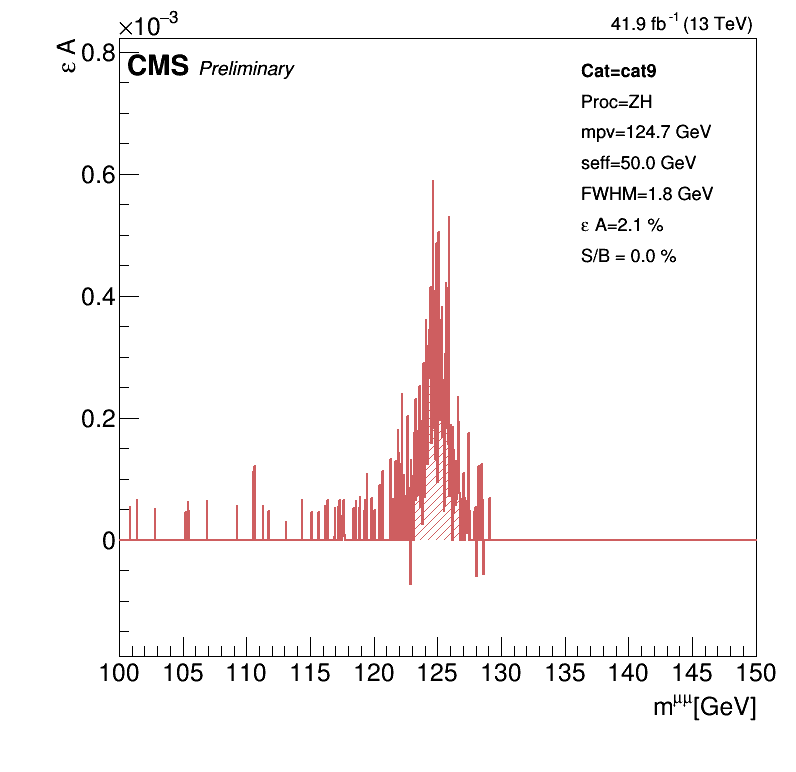 ×10⁻³
41.9 fb⁻¹ (13 TeV)
ε A
CMS Preliminary
Cat=cat9
Proc=ZH
mpv=124.7 GeV
seff=50.0 GeV
FWHM=1.8 GeV
ε A=2.1 %
S/B = 0.0 %
0.8
0.6
0.4
0.2
0
100 105 110 115 120 125 130 135 140 145 150
m^μμ[GeV]